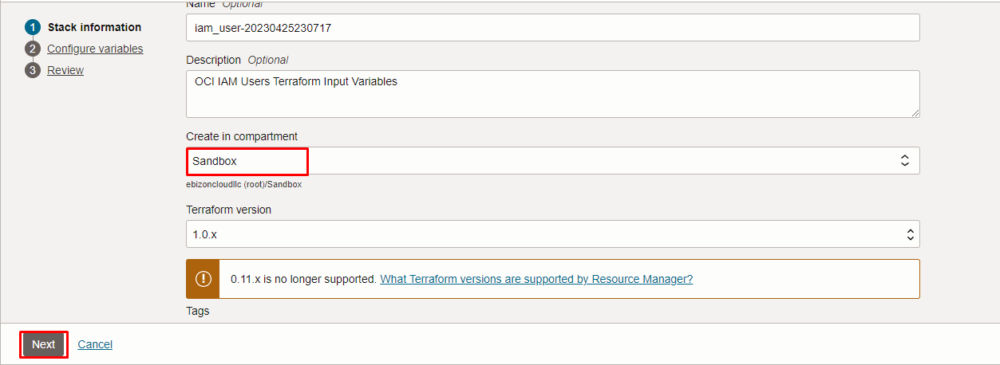 Name Optional
1 Stack information
iam_user-20230425230717
2 Configure variables
Description Optional
3 Review
OCI IAM Users Terraform Input Variables
Create in compartment
Sandbox
ebizoncloudllc (root)/Sandbox
Terraform version
1.0.x
0.11.x is no longer supported. What Terraform versions are supported by Resource Manager?
Tags
Next Cancel